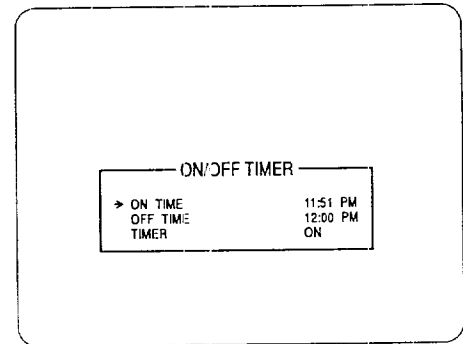 ON/OFF TIMER
→ ON TIME 11:51 PM
OFF TIME 12:00 PM
TIMER ON